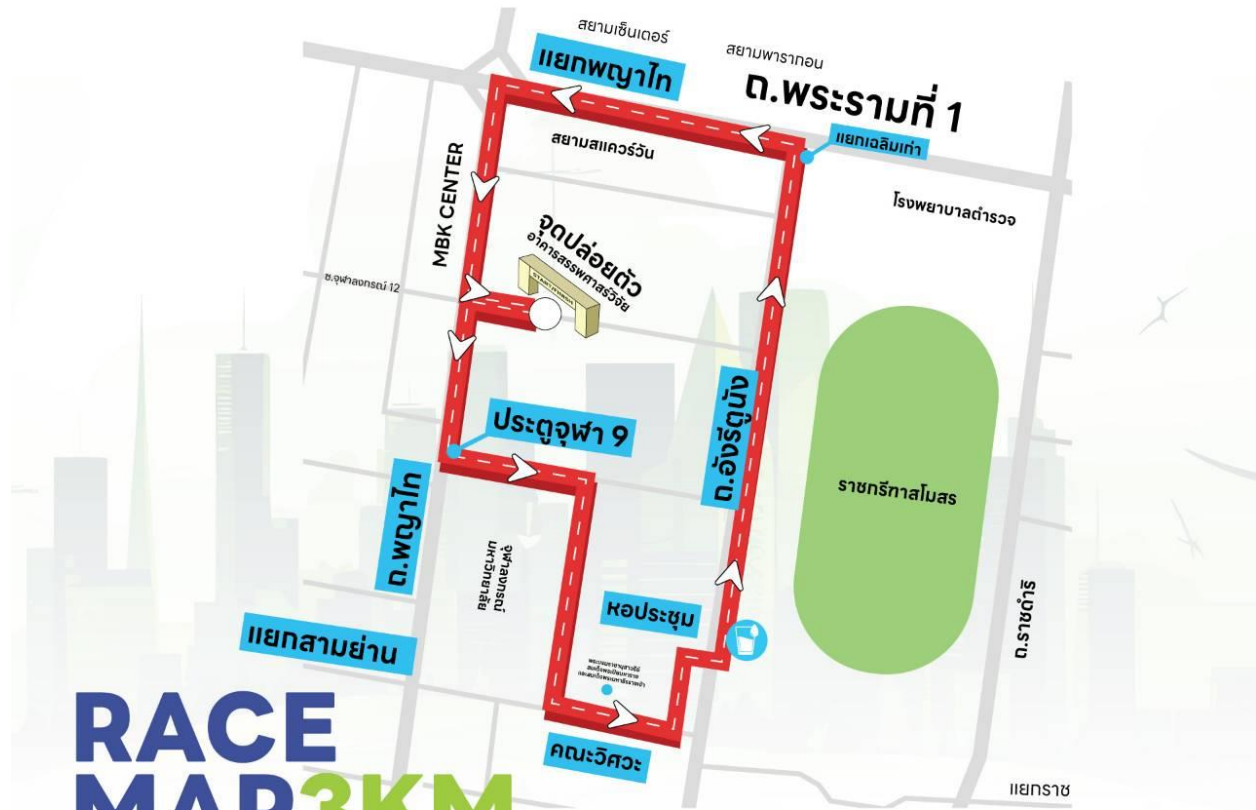 สยามเซ็นเตอร์
แยกพญาไท
สยามพารากอน
ถ.พระรามที่ 1
แยกเฉลิมเก่า
สยามสแควร์วัน
โรงพยาบาลตำรวจ
MBK CENTER
จุดปล่อยตัว
อาคารสรรพศาสร์วิจัย
START/FINISH
ซ.จุฬาลงกรณ์ 12
ประตูจุฬา 9
ถ.อังรีดูนัง
ราชกรีฑาสโมสร
ถ.พญาไท
จุฬาลงกรณ์
มหาวิทยาลัย
หอประชุม
ถ.ราชดำริ
แยกสามย่าน
คณะวิศวะ
แยกราช
RACE
MAP3KM